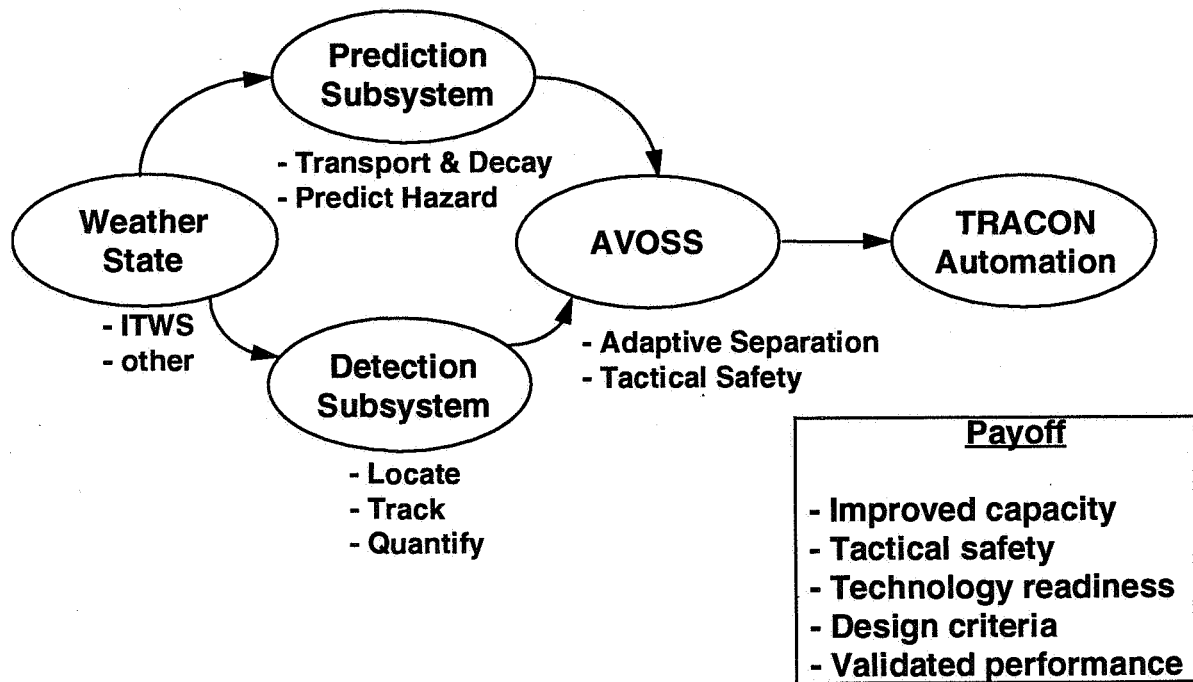 Prediction
Subsystem
- Transport & Decay
- Predict Hazard
Weather
State
- ITWS
- other
Detection
Subsystem
- Locate
- Track
- Quantify
AVOSS
- Adaptive Separation
- Tactical Safety
TRACON
Automation
Payoff
- Improved capacity
- Tactical safety
- Technology readiness
- Design criteria
- Validated performance